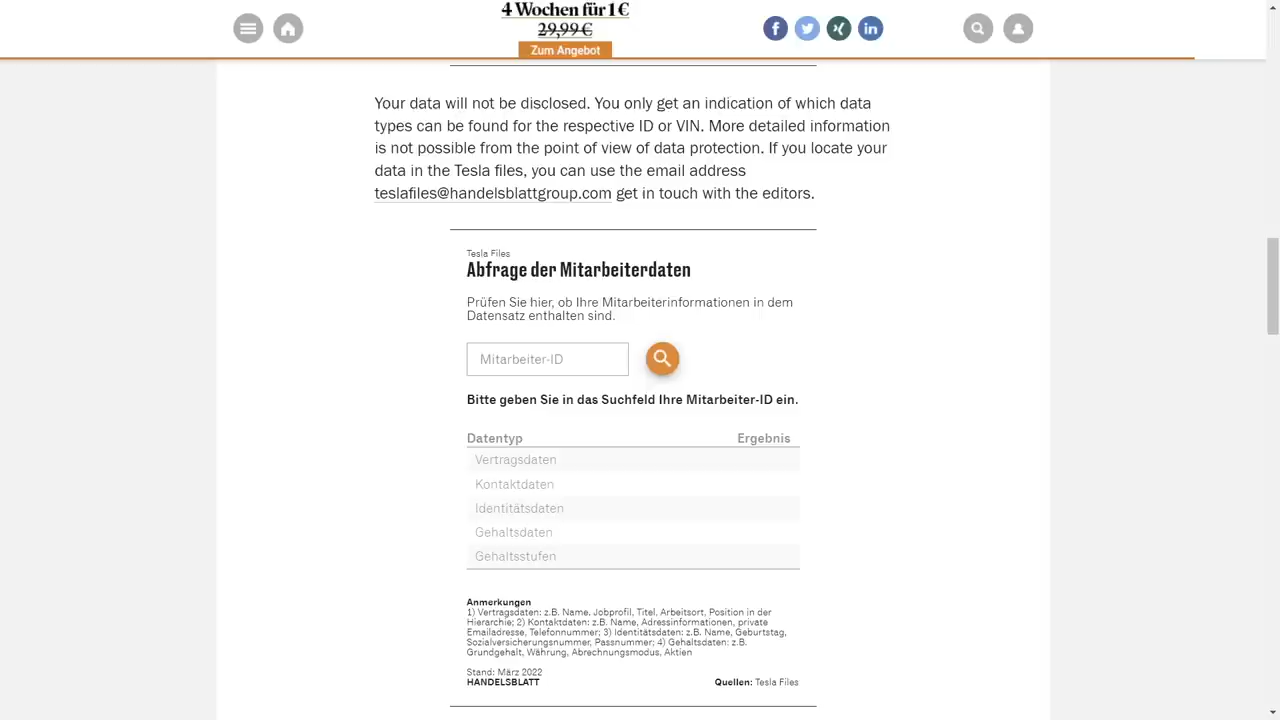 4 Wochen für 1 €
29,99 €
Zum Angebot
Your data will not be disclosed. You only get an indication of which data
types can be found for the respective ID or VIN. More detailed information
is not possible from the point of view of data protection. If you locate your
data in the Tesla files, you can use the email address
teslafiles@handelsblattgroup.com get in touch with the editors.
Tesla Files
Abfrage der Mitarbeiterdaten
Prüfen Sie hier, ob Ihre Mitarbeiterinformationen in dem
Datensatz enthalten sind.
Mitarbeiter-ID
Bitte geben Sie in das Suchfeld Ihre Mitarbeiter-ID ein.
Datentyp Ergebnis
Vertragsdaten
Kontaktdaten
Identitätsdaten
Gehaltsdaten
Gehaltsstufen
Anmerkungen
1) Vertragsdaten: z.B. Name, Jobprofil, Titel, Arbeitsort, Position in der
Hierarchie; 2) Kontaktdaten: z.B. Name, Adressinformationen, private
Emailadresse, Telefonnummer; 3) Identitätsdaten: z.B. Name, Geburtstag,
Sozialversicherungsnummer, Passnummer; 4) Gehaltsdaten: z.B.
Grundgehalt, Währung, Abrechnungsmodus, Aktien
Stand: März 2022
HANDELSBLATT Quellen: Tesla Files